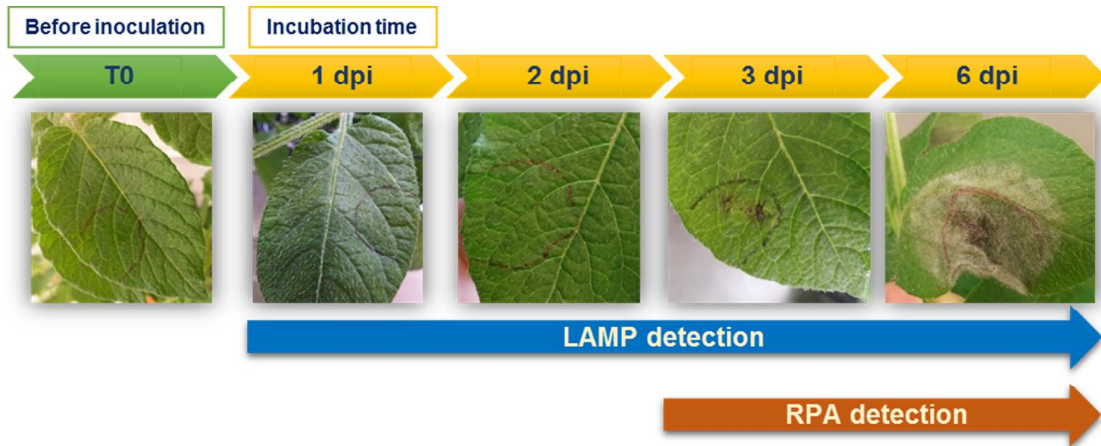 Before inoculation
Incubation time
T0
1 dpi
2 dpi
3 dpi
6 dpi
LAMP detection
RPA detection